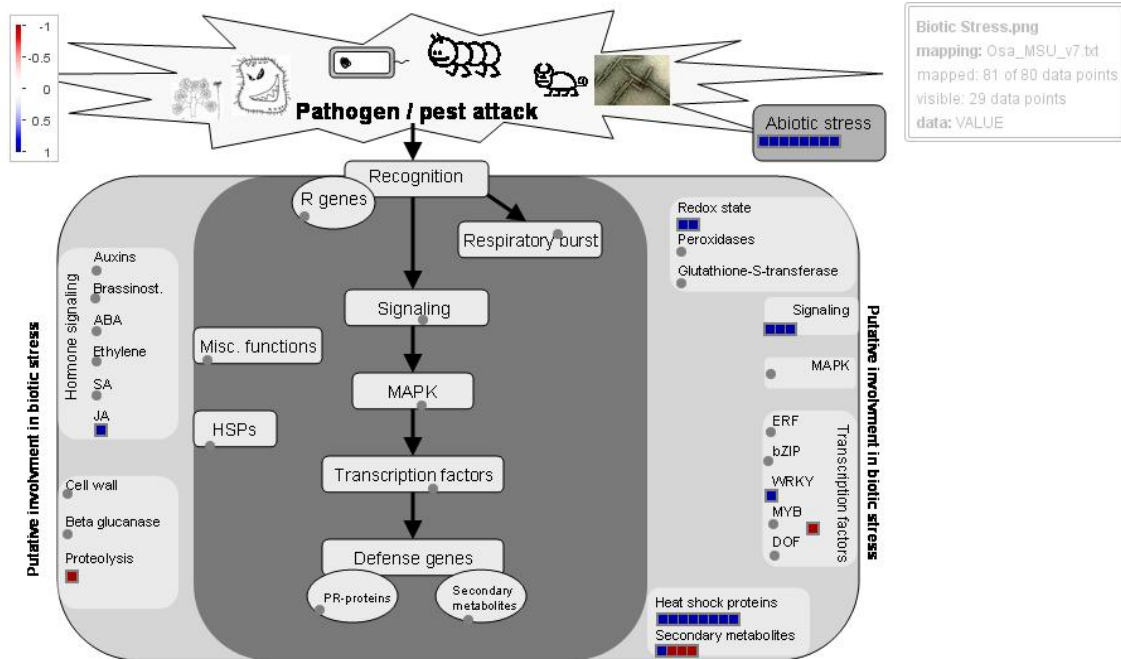 -1
-0.5
0
0.5
1
Pathogen / pest attack
Biotic Stress.png
mapping: Osa_MSU_v7.txt
mapped: 81 of 80 data points
visible: 29 data points
data: VALUE
Abiotic stress
Recognition
R genes
Respiratory burst
Signaling
Misc. functions
MAPK
HSPs
Transcription factors
Defense genes
PR-proteins
Secondary
metabolites
Putative involvment in biotic stress
Hormone signaling
Auxins
Brassinost.
ABA
Ethylene
SA
JA
Cell wall
Beta glucanase
Proteolysis
Redox state
Peroxidases
Glutathione-S-transferase
Signaling
MAPK
ERF
bZIP
WRKY
MYB
DOF
Transcription factors
Putative involvment in biotic stress
Heat shock proteins
Secondary metabolites